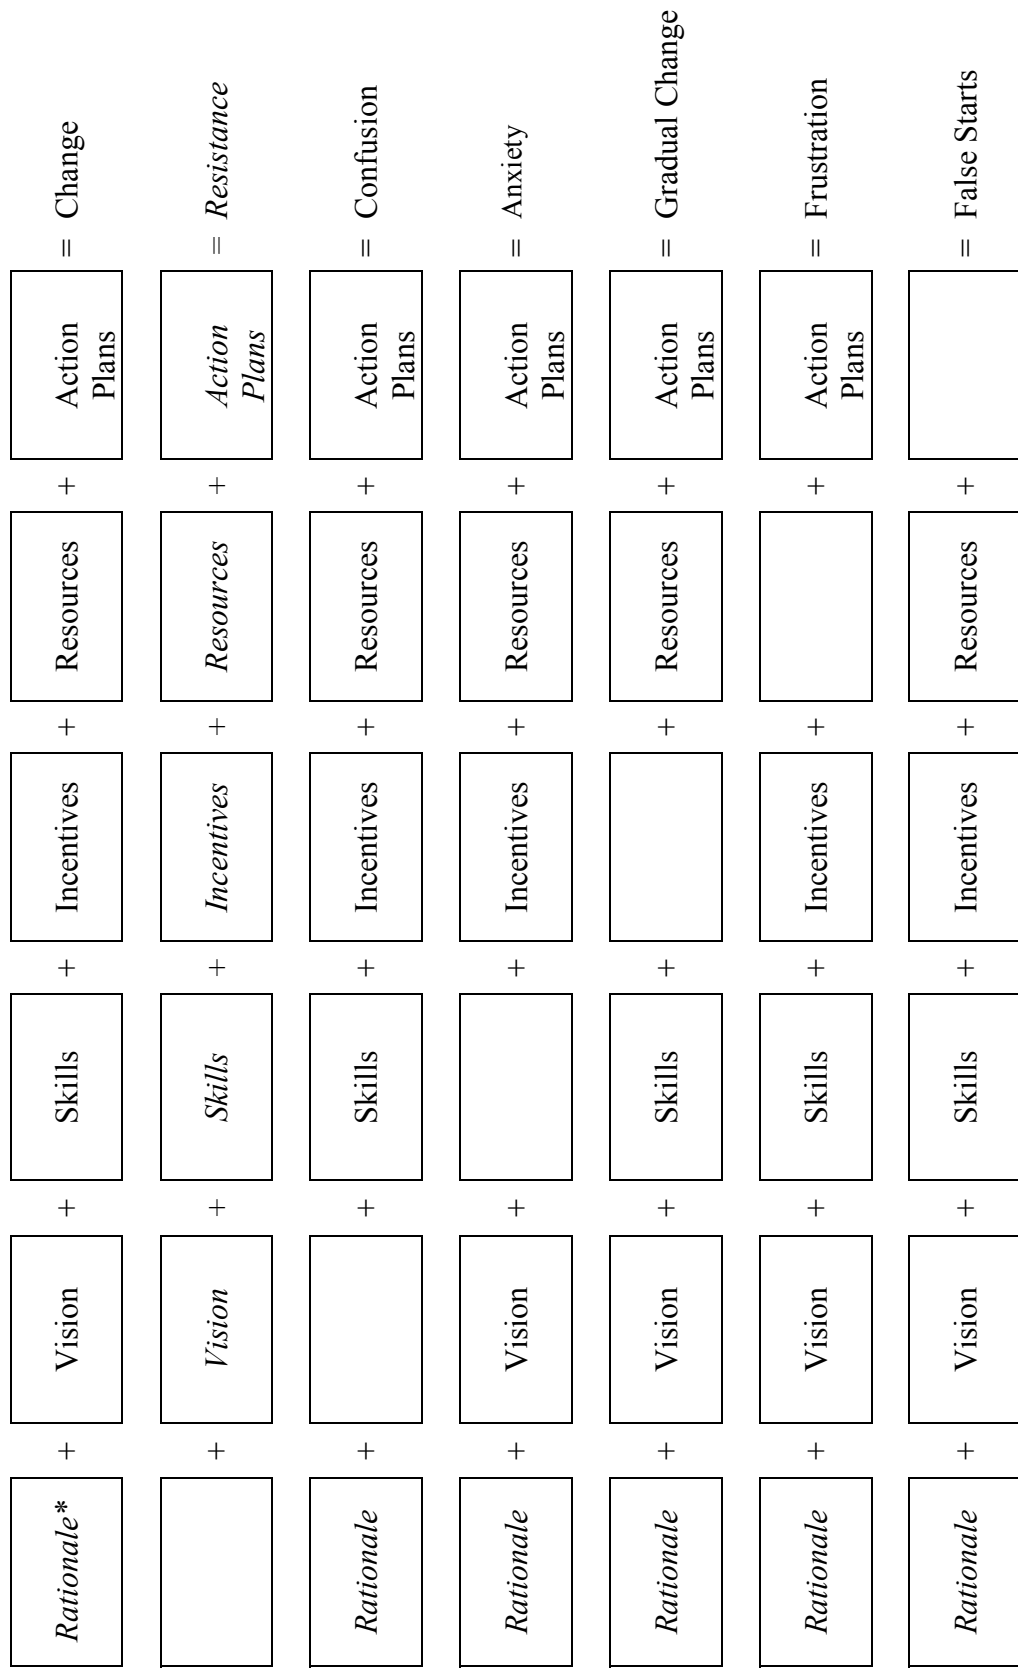 Rationale* + Vision + Skills + Incentives + Resources + Action Plans = Change
+ Vision + Skills + Incentives + Resources + Action Plans = Resistance
Rationale + + Skills + Incentives + Resources + Action Plans = Confusion
Rationale + Vision + + Incentives + Resources + Action Plans = Anxiety
Rationale + Vision + Skills + + Resources + Action Plans = Gradual Change
Rationale + Vision + Skills + Incentives + + Action Plans = Frustration
Rationale + Vision + Skills + Incentives + Resources + = False Starts